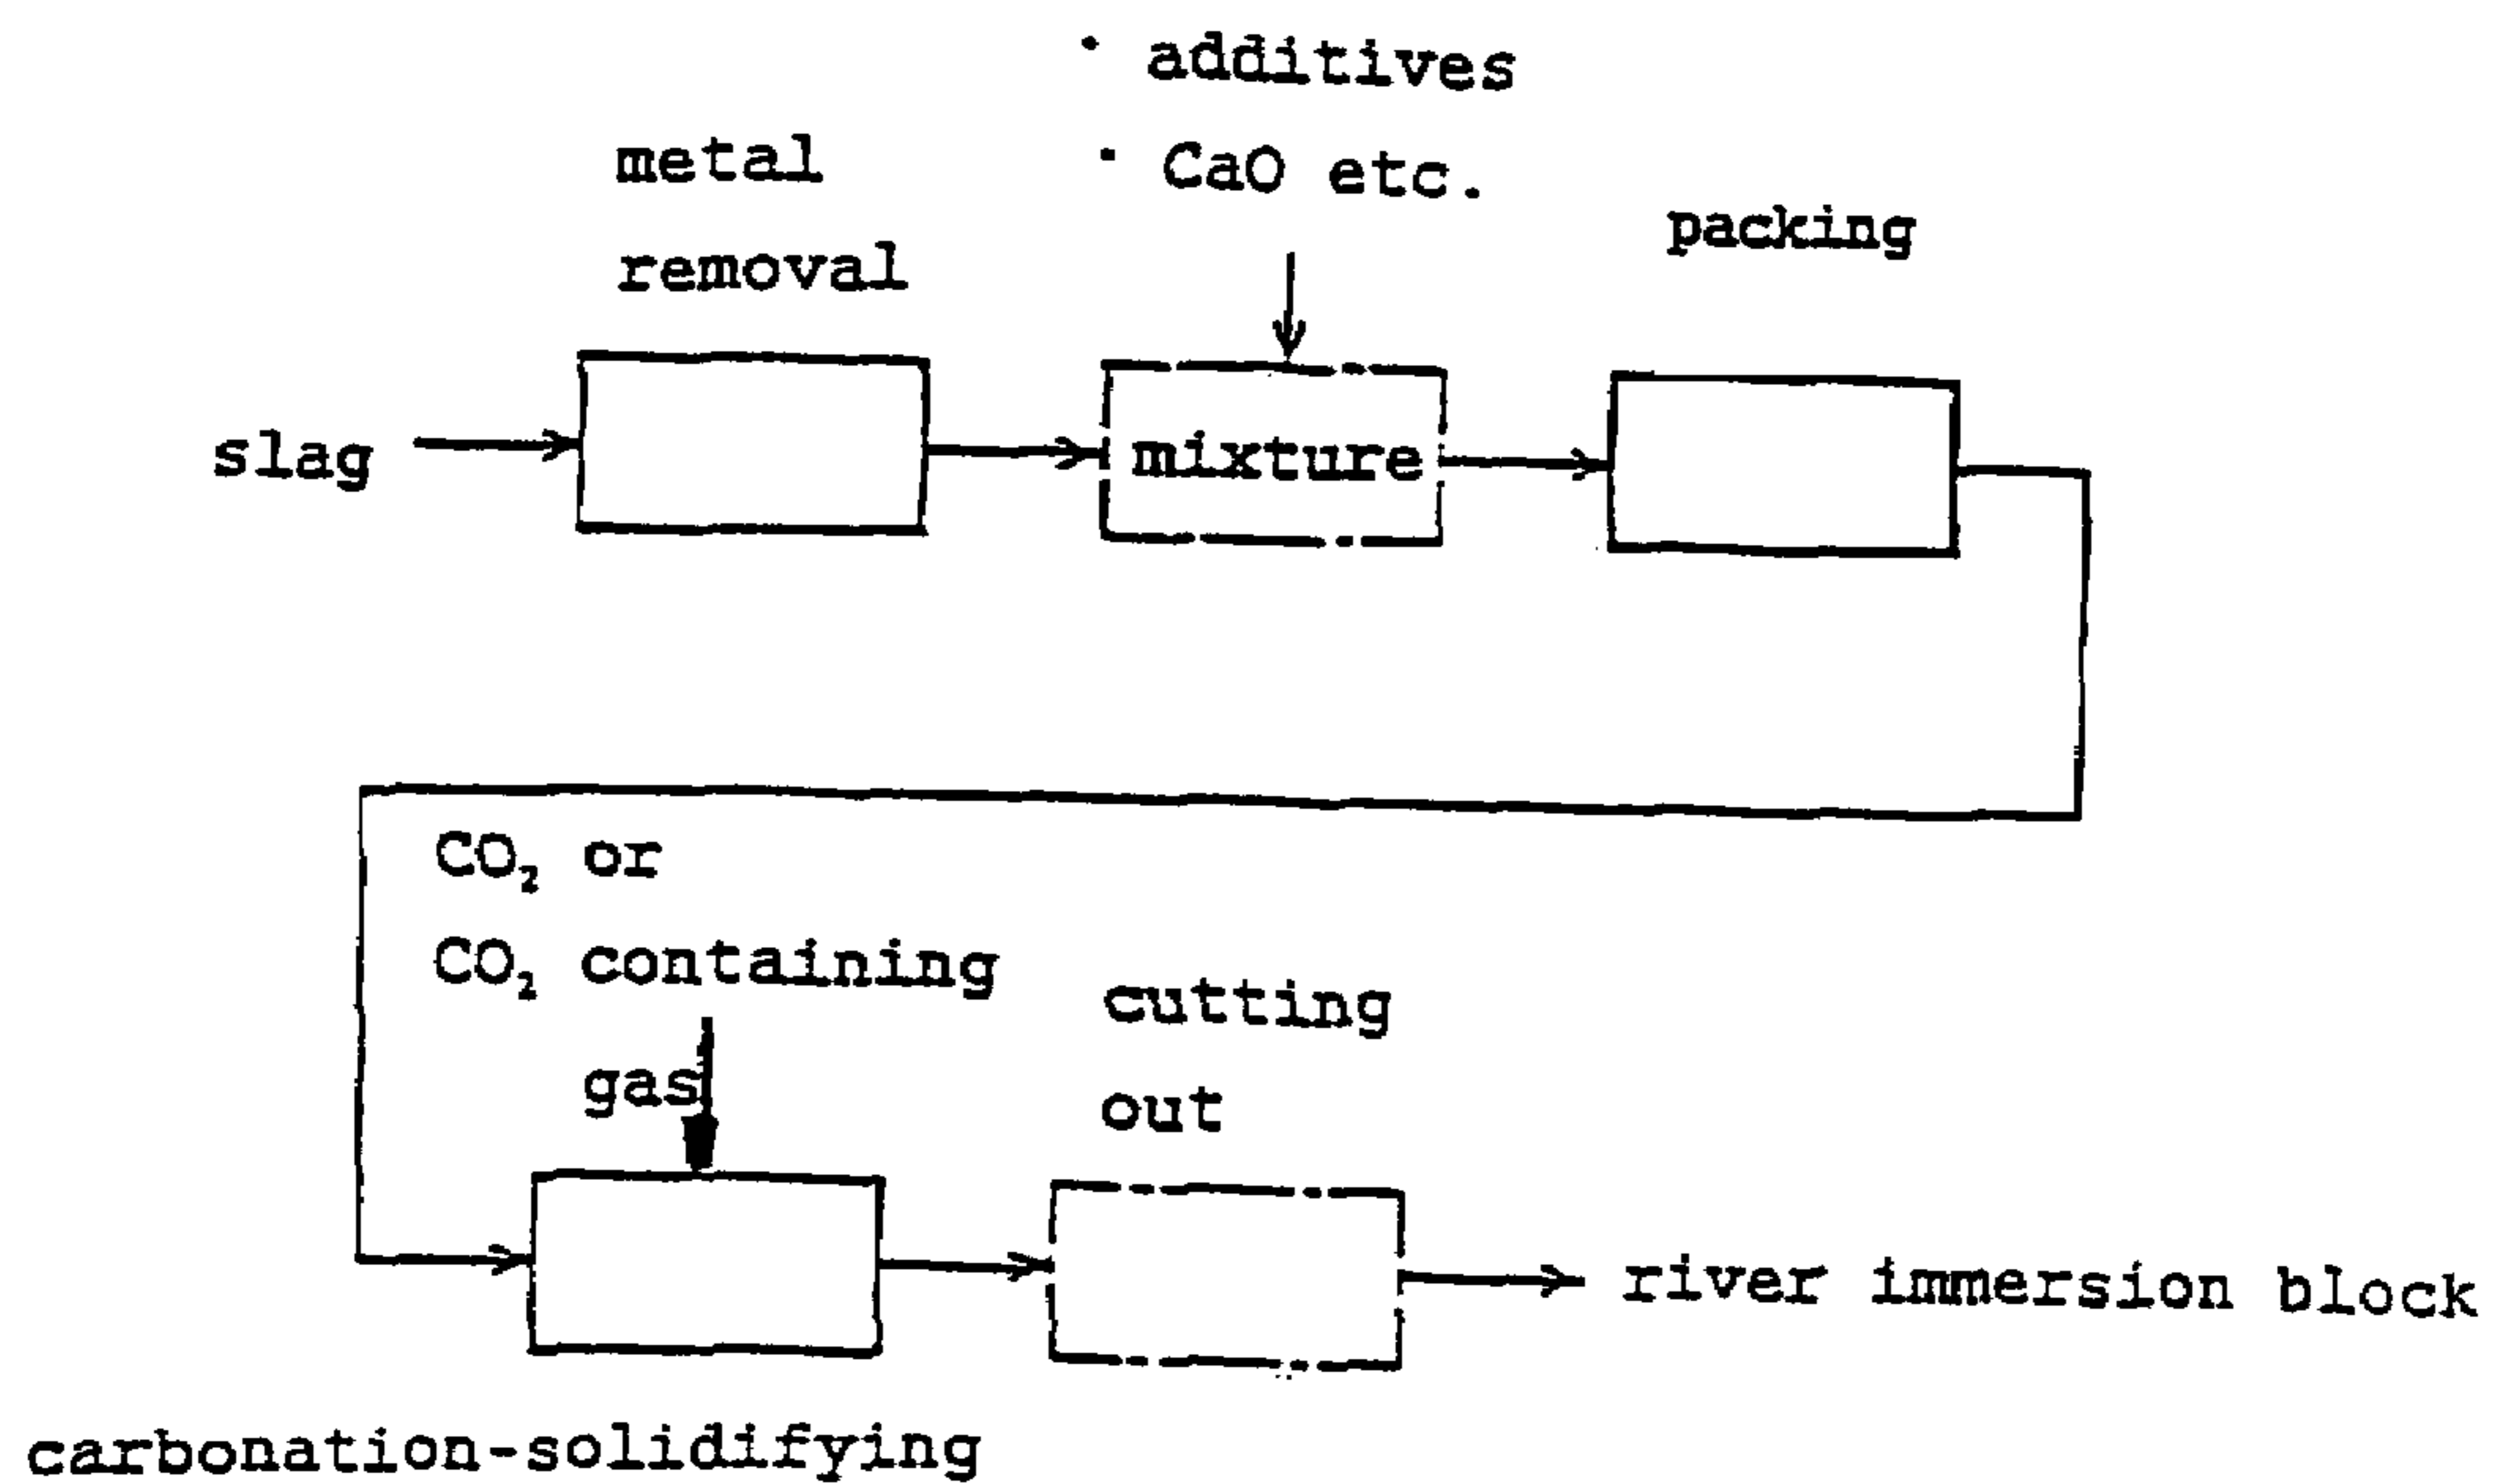 · additives
· CaO etc.
metal
removal
packing
slag
mixture
CO₂ or
CO₂ containing
gas
cutting
out
river immersion block
carbonation-solidifying